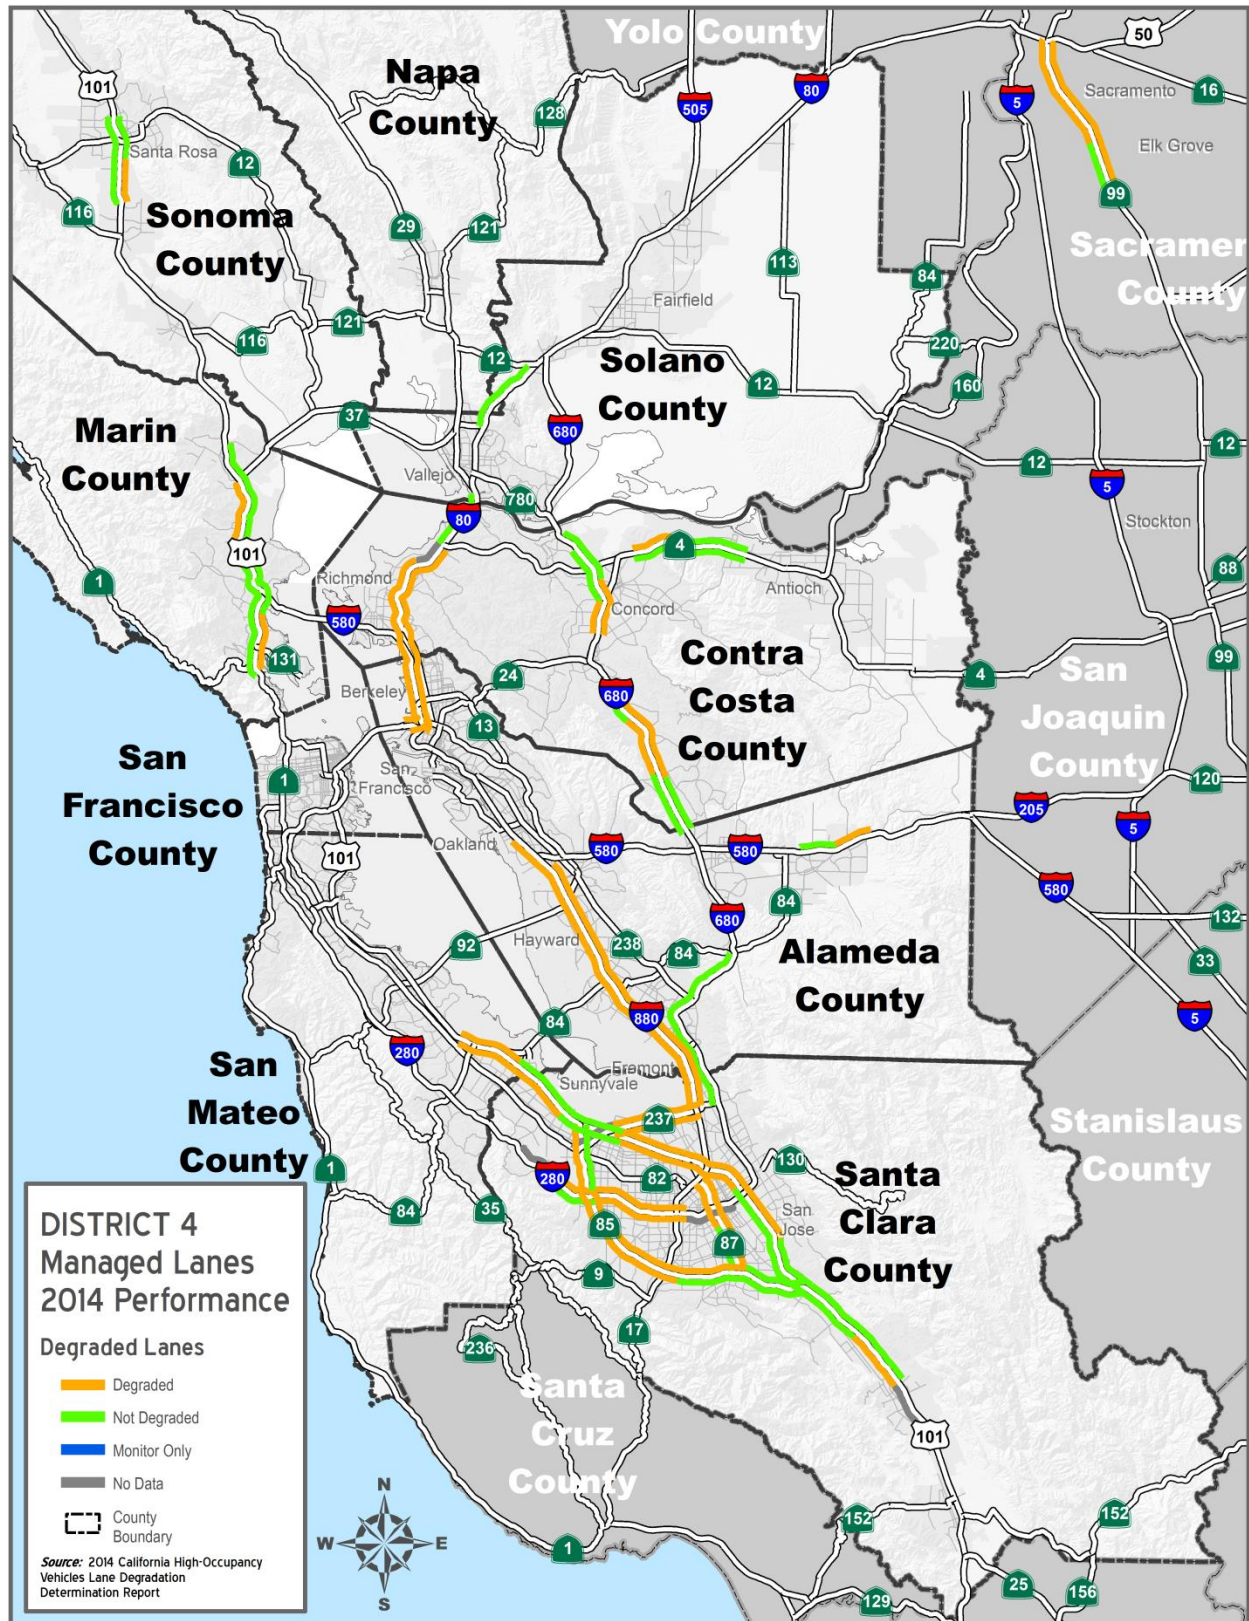 Yolo County
50
101
Napa
County
80
505
5
Sacramento
16
128
Santa Rosa
12
Elk Grove
99
116
Sonoma
County
29
121
Sacramen
County
113
84
Fairfield
116
121
12
Solano
County
12
220
160
37
Marin
County
680
12
12
5
Vallejo
780
80
Stockton
101
4
88
1
Richmond
Antioch
580
Concord
131
Contra
Costa
County
24
680
4
99
San
Joaquin
County
Berkeley
13
San
Francisco
County
1
San
Francisco
120
205
5
101
Oakland
580
580
580
84
680
132
92
Hayward
238
84
Alameda
County
33
84
880
5
280
San
Mateo
County
Sunnyvale
Fremont
237
Stanislaus
County
130
1
280
82
Santa
Clara
County
84
35
85
San
Jose
87
9
17
236
Santa
Cruz
County
101
152
152
1
25
156
129
DISTRICT 4
Managed Lanes
2014 Performance
Degraded Lanes
Degraded
Not Degraded
Monitor Only
No Data
County
Boundary
Source: 2014 California High-Occupancy
Vehicles Lane Degradation
Determination Report
N
W
E
S